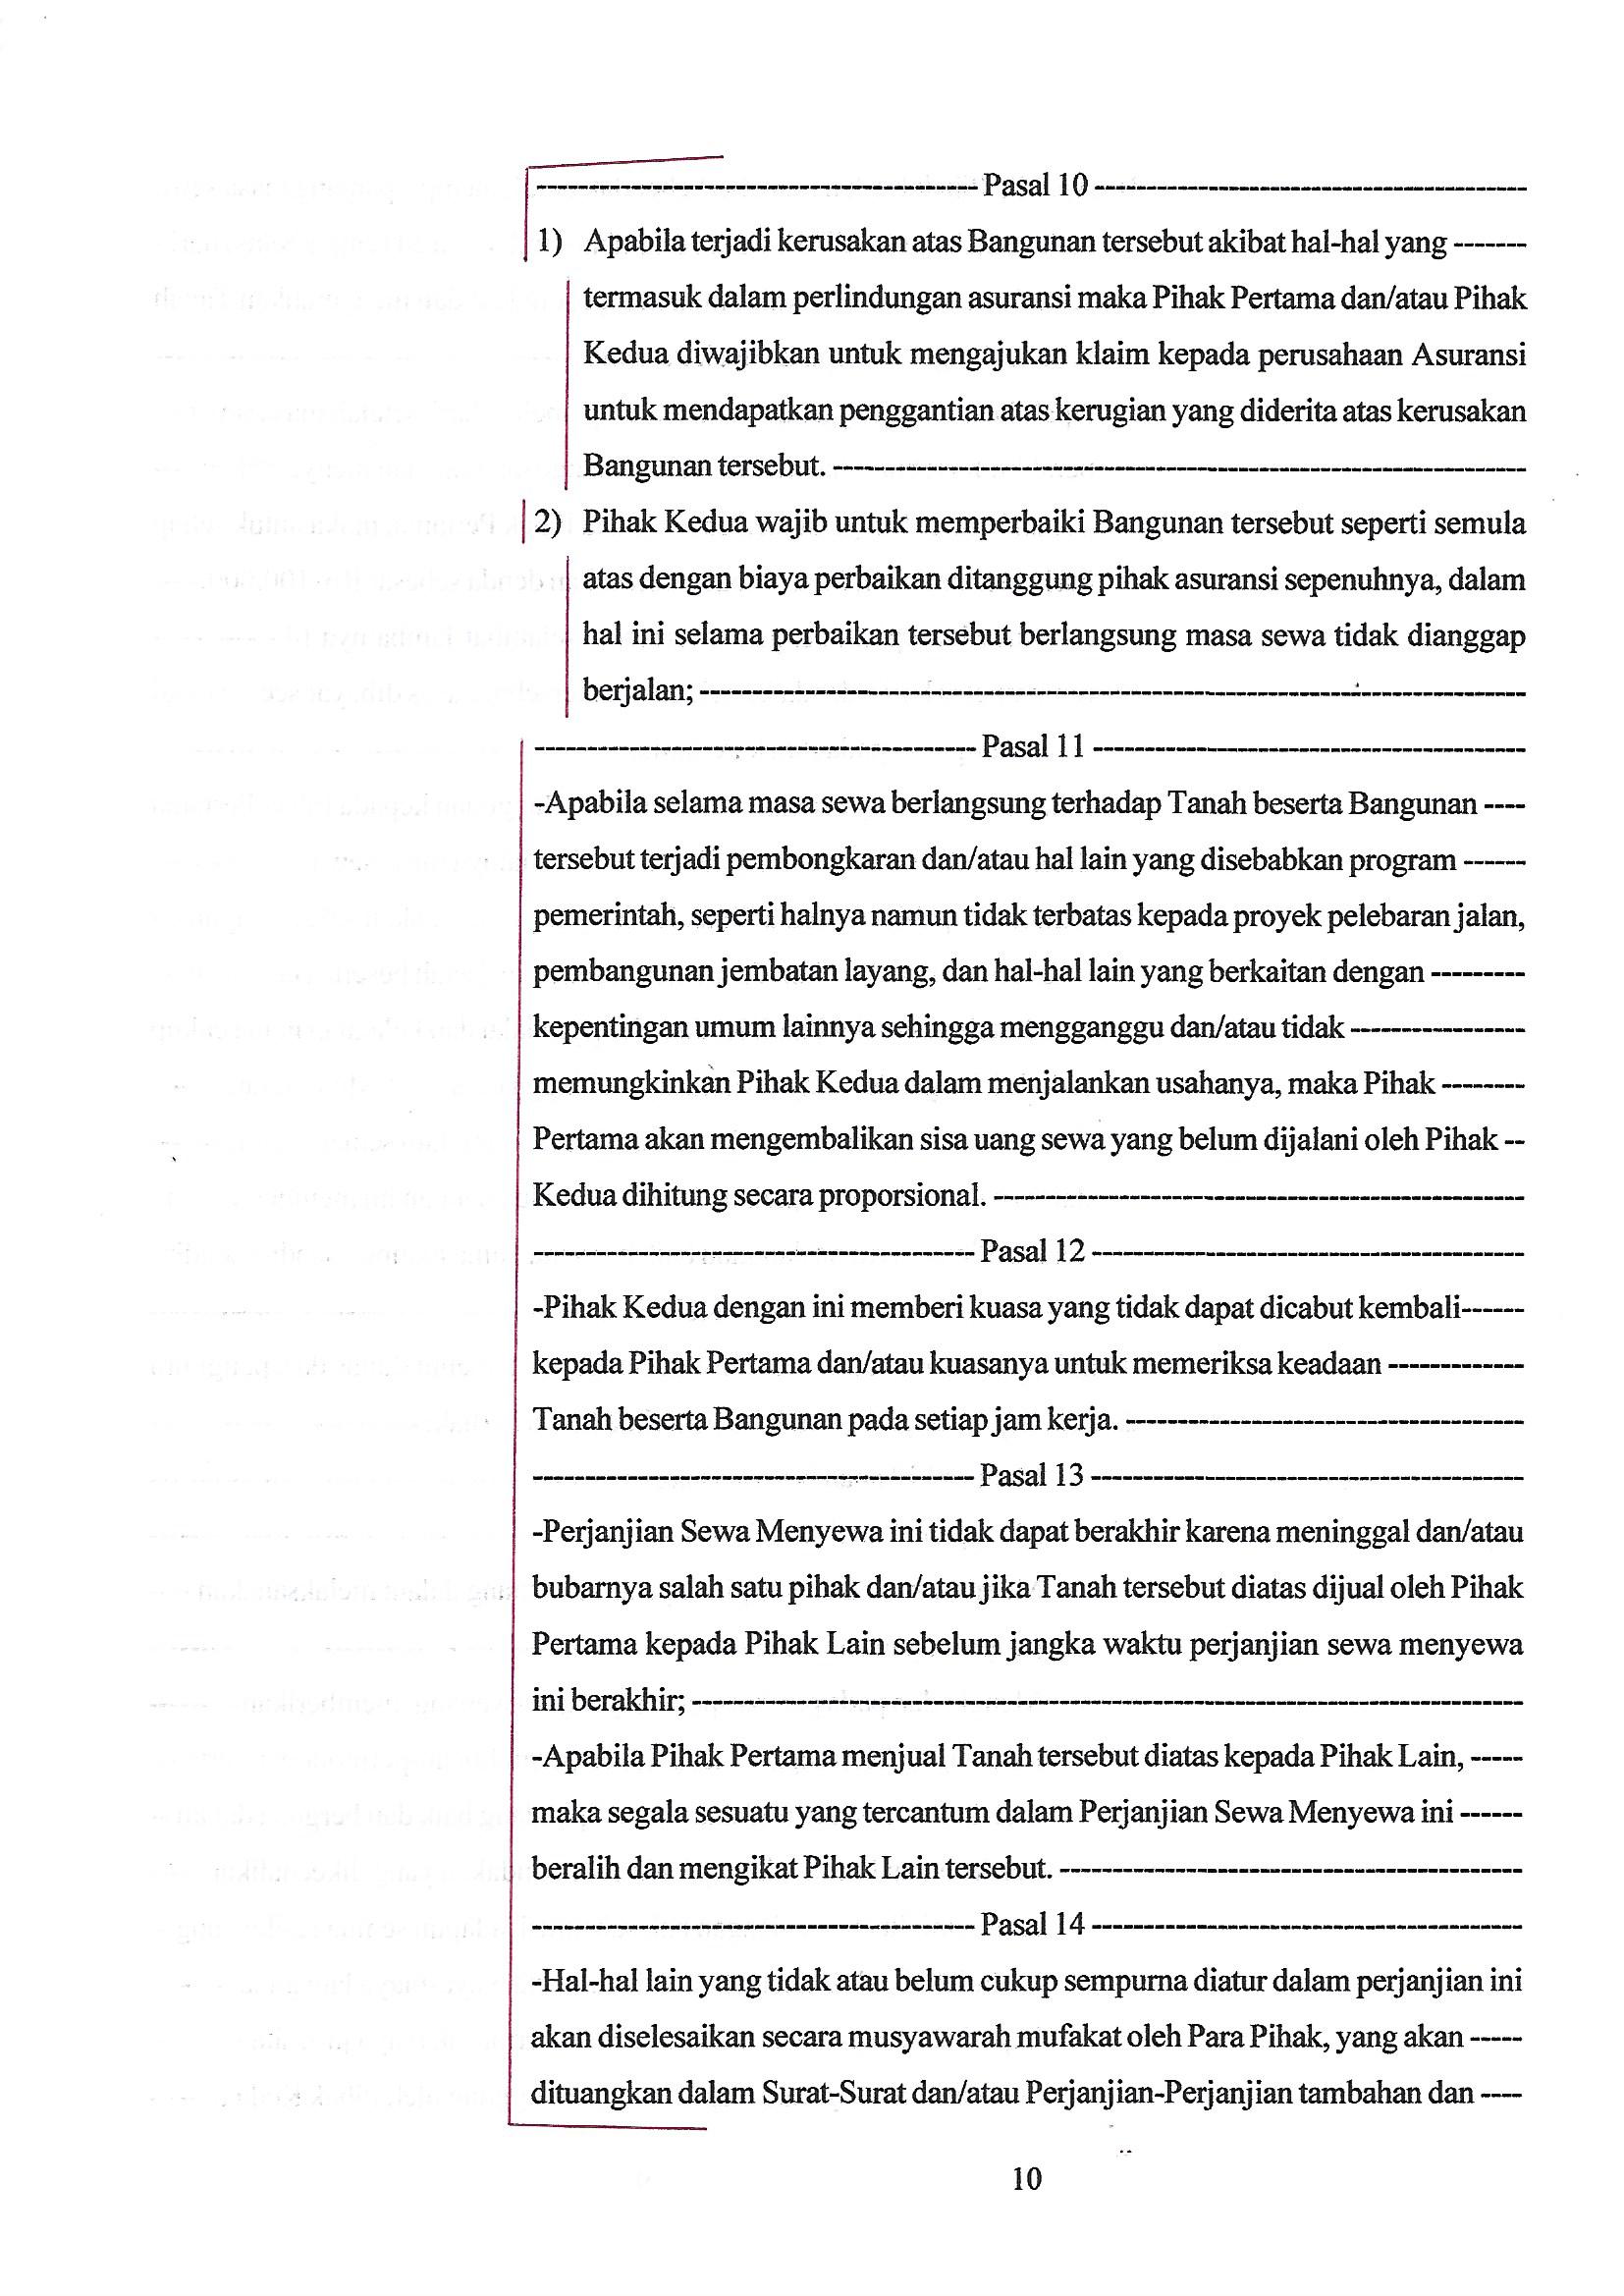 ---------------------------------------- Pasal 10 ----------------------------------------
1) Apabila terjadi kerusakan atas Bangunan tersebut akibat hal-hal yang -------
termasuk dalam perlindungan asuransi maka Pihak Pertama dan/atau Pihak
Kedua diwajibkan untuk mengajukan klaim kepada perusahaan Asuransi
untuk mendapatkan penggantian atas kerugian yang diderita atas kerusakan
Bangunan tersebut. ----------------------------------------------------------------
2) Pihak Kedua wajib untuk memperbaiki Bangunan tersebut seperti semula
atas dengan biaya perbaikan ditanggung pihak asuransi sepenuhnya, dalam
hal ini selama perbaikan tersebut berlangsung masa sewa tidak dianggap
berjalan; ----------------------------------------------------------------------------
---------------------------------------- Pasal 11 ----------------------------------------
-Apabila selama masa sewa berlangsung terhadap Tanah beserta Bangunan ----
tersebut terjadi pembongkaran dan/atau hal lain yang disebabkan program ------
pemerintah, seperti halnya namun tidak terbatas kepada proyek pelebaran jalan,
pembangunan jembatan layang, dan hal-hal lain yang berkaitan dengan ---------
kepentingan umum lainnya sehingga mengganggu dan/atau tidak ----------------
memungkinkan Pihak Kedua dalam menjalankan usahanya, maka Pihak --------
Pertama akan mengembalikan sisa uang sewa yang belum dijalani oleh Pihak --
Kedua dihitung secara proporsional. -------------------------------------------------
---------------------------------------- Pasal 12 ----------------------------------------
-Pihak Kedua dengan ini memberi kuasa yang tidak dapat dicabut kembali------
kepada Pihak Pertama dan/atau kuasanya untuk memeriksa keadaan -------------
Tanah beserta Bangunan pada setiap jam kerja. -------------------------------------
---------------------------------------- Pasal 13 ----------------------------------------
-Perjanjian Sewa Menyewa ini tidak dapat berakhir karena meninggal dan/atau
bubarnya salah satu pihak dan/atau jika Tanah tersebut diatas dijual oleh Pihak
Pertama kepada Pihak Lain sebelum jangka waktu perjanjian sewa menyewa
ini berakhir; ----------------------------------------------------------------------------
-Apabila Pihak Pertama menjual Tanah tersebut diatas kepada Pihak Lain, -----
maka segala sesuatu yang tercantum dalam Perjanjian Sewa Menyewa ini ------
beralih dan mengikat Pihak Lain tersebut. -------------------------------------------
---------------------------------------- Pasal 14 ----------------------------------------
-Hal-hal lain yang tidak atau belum cukup sempurna diatur dalam perjanjian ini
akan diselesaikan secara musyawarah mufakat oleh Para Pihak, yang akan -----
dituangkan dalam Surat-Surat dan/atau Perjanjian-Perjanjian tambahan dan ----
10